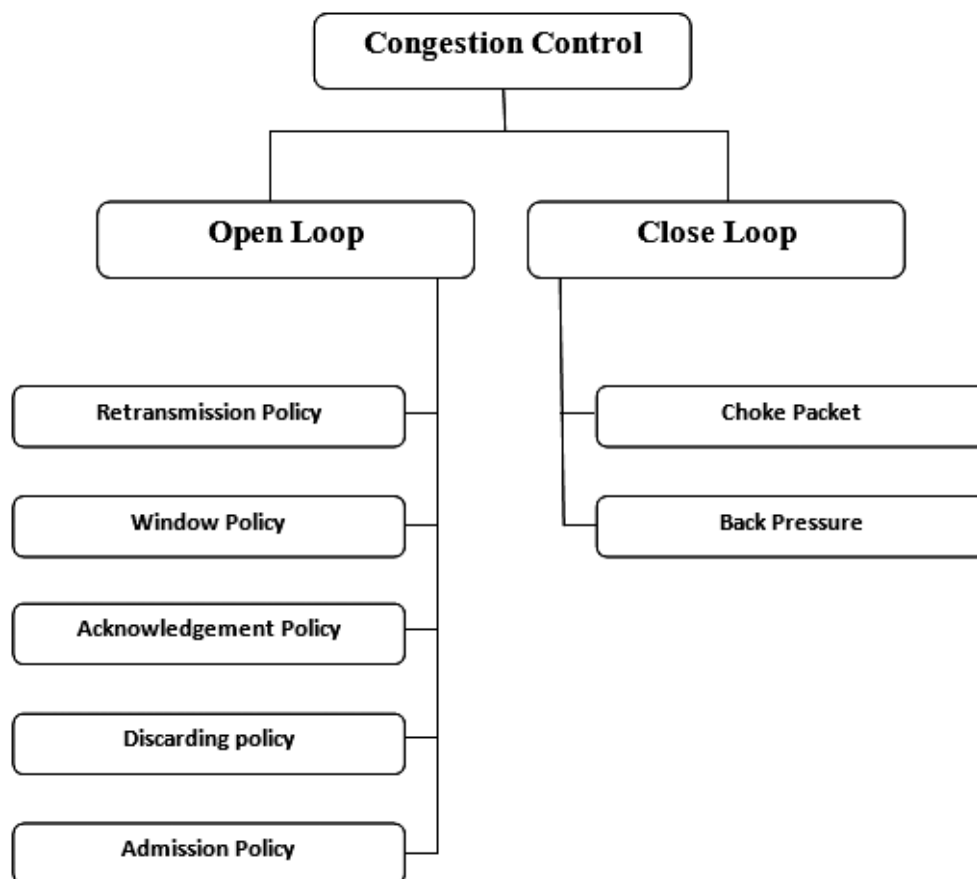 Congestion Control
Open Loop
Close Loop
Retransmission Policy
Window Policy
Acknowledgement Policy
Discarding policy
Admission Policy
Choke Packet
Back Pressure